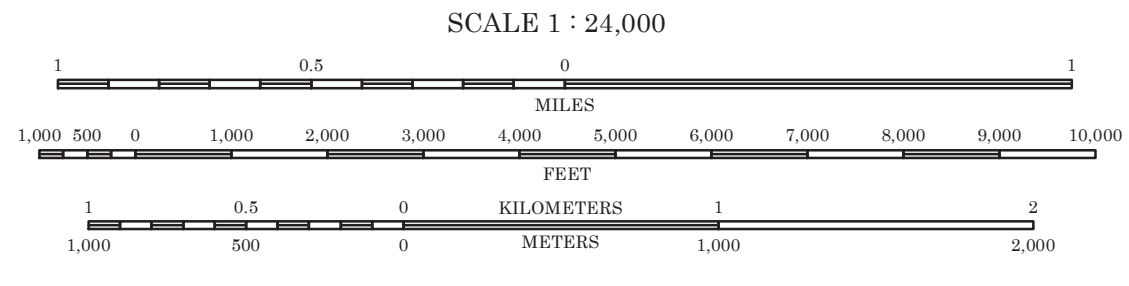 SCALE 1 : 24,000
1 0.5 0 1
MILES
1,000 500 0 1,000 2,000 3,000 4,000 5,000 6,000 7,000 8,000 9,000 10,000
FEET
1 0.5 0 KILOMETERS 1 2
1,000 500 0 METERS 1,000 2,000